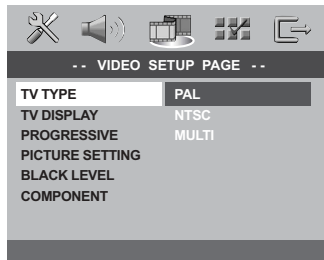 -- VIDEO SETUP PAGE --
TV TYPE PAL
TV DISPLAY NTSC
PROGRESSIVE MULTI
PICTURE SETTING
BLACK LEVEL
COMPONENT